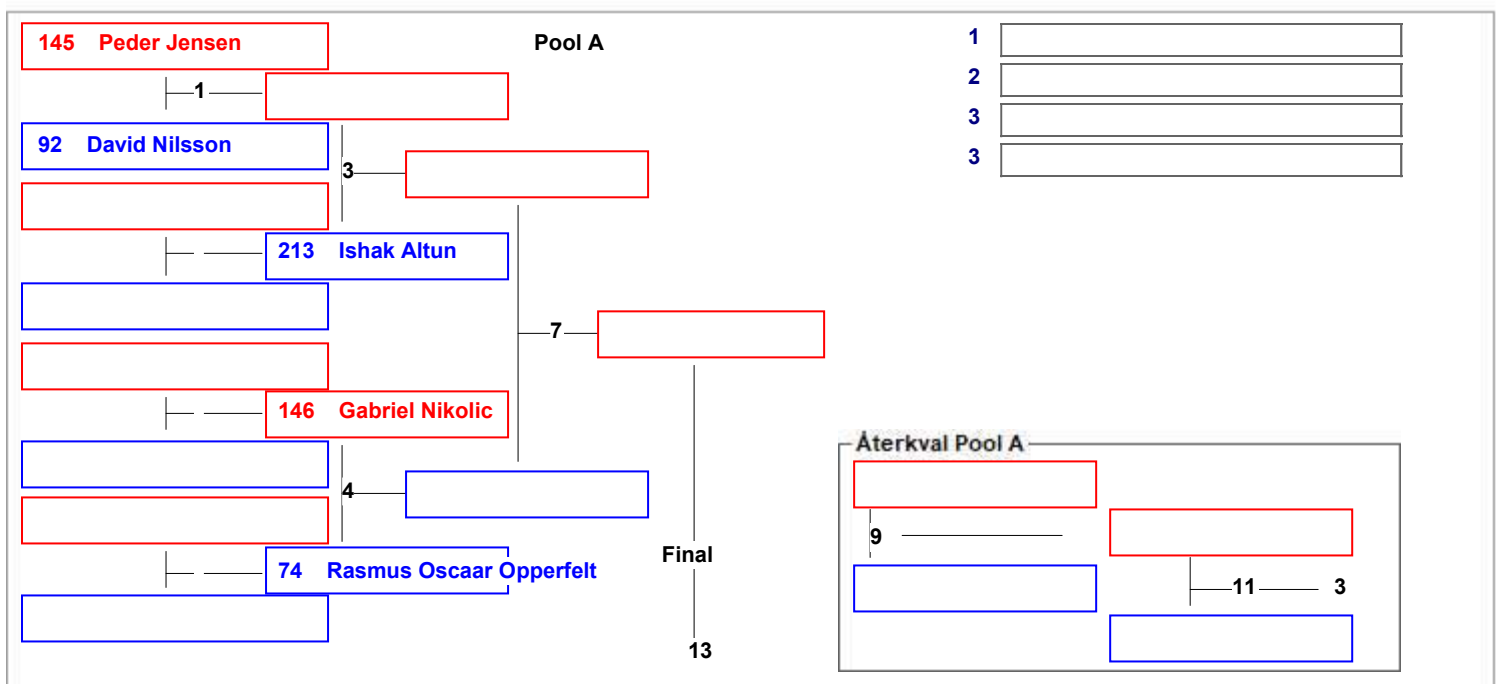 145 Peder Jensen
Pool A
1
1
92 David Nilsson
2
3
3
3
213 Ishak Altun
7
146 Gabriel Nikolic
Återkval Pool A
4
9
Final
74 Rasmus Oscaar Opperfelt
11 3
13